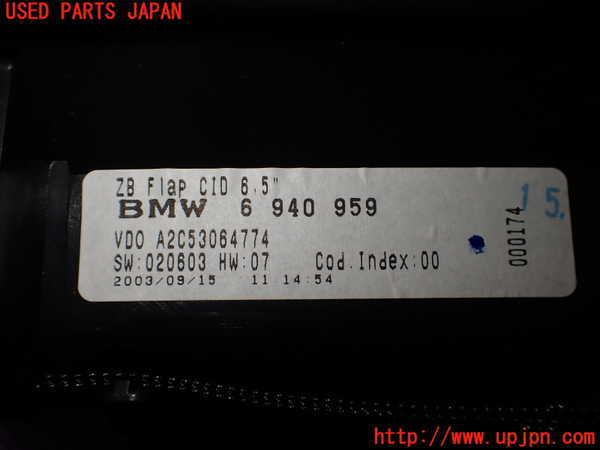 USED PARTS JAPAN
ZB Flap CID 6.5"
BMW 6 940 959
VDO A2C53064774
SW:020603 HW:07 Cod.Index:00
2003/09/15 11 14:54
000174
15.
http://www.upjpn.com/